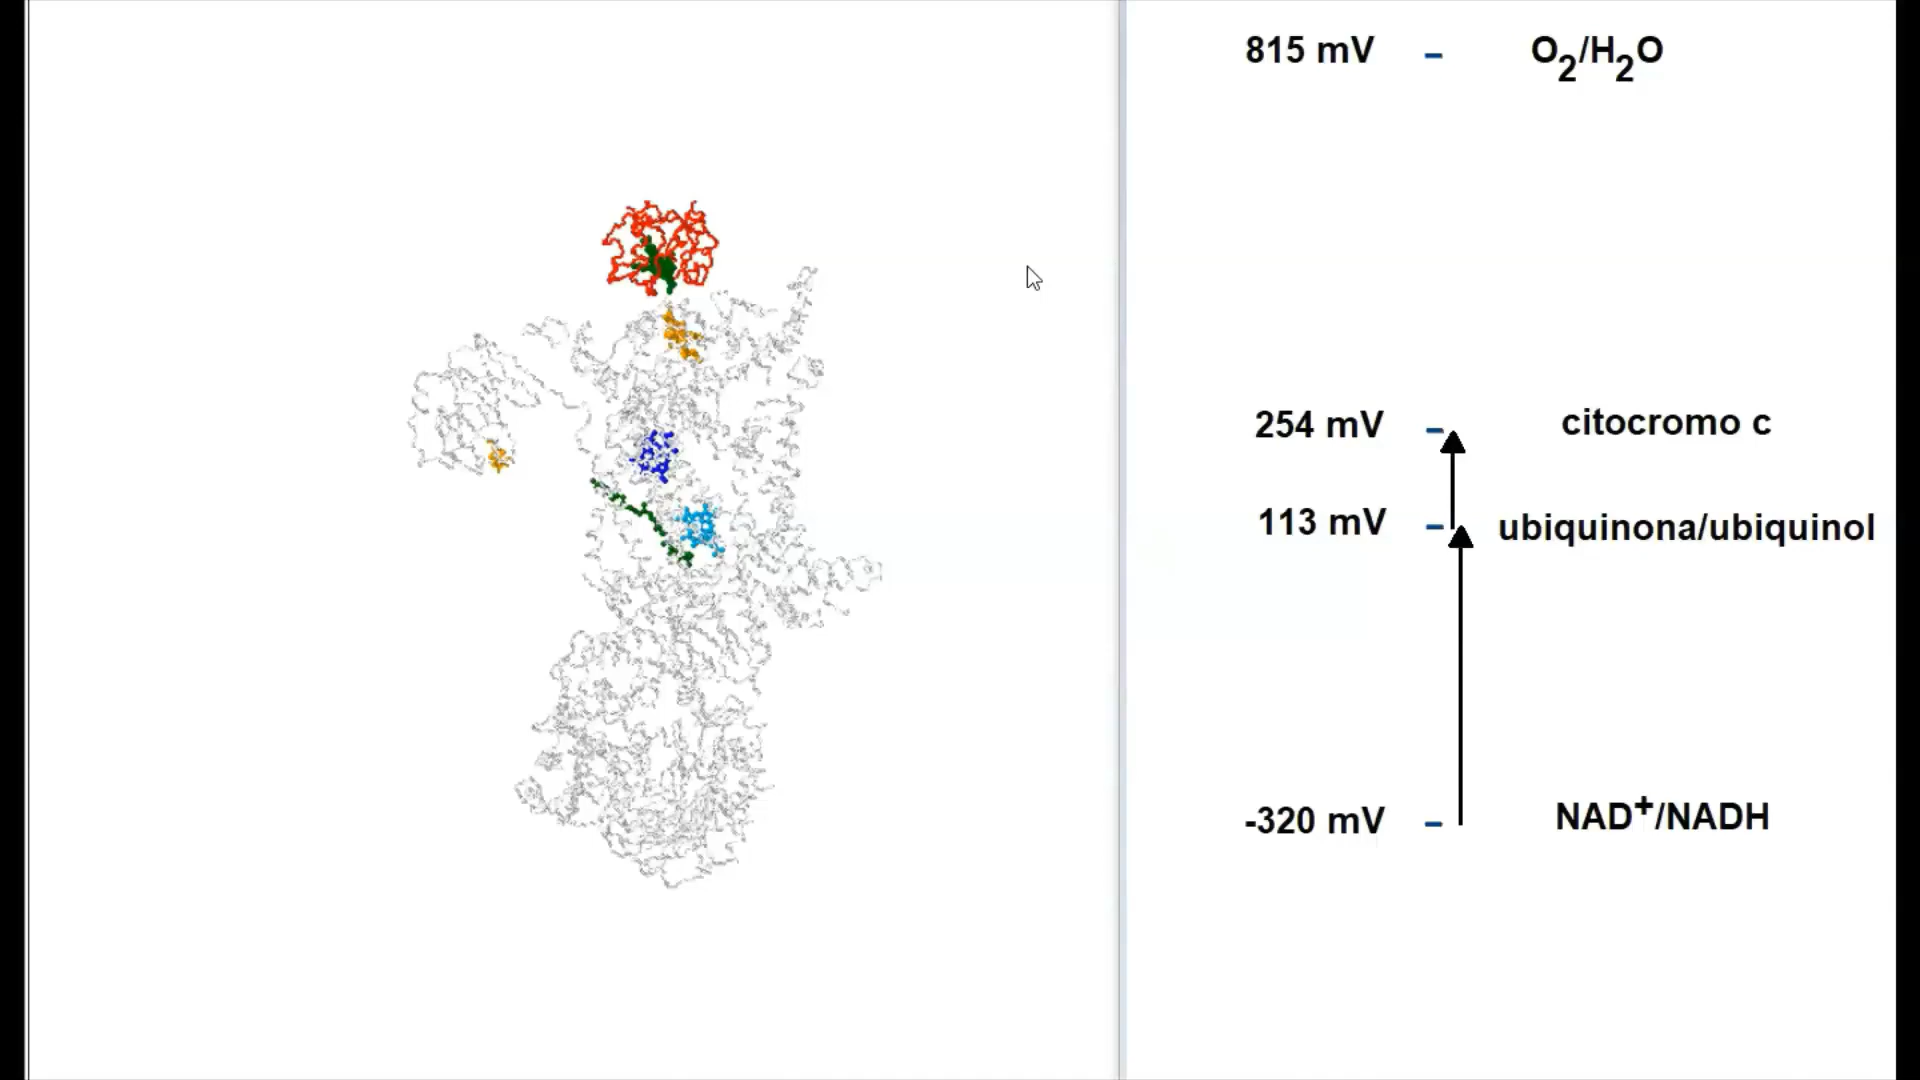 815 mV - O2/H2O
254 mV - citocromo c
113 mV - ubiquinona/ubiquinol
-320 mV - NAD+/NADH